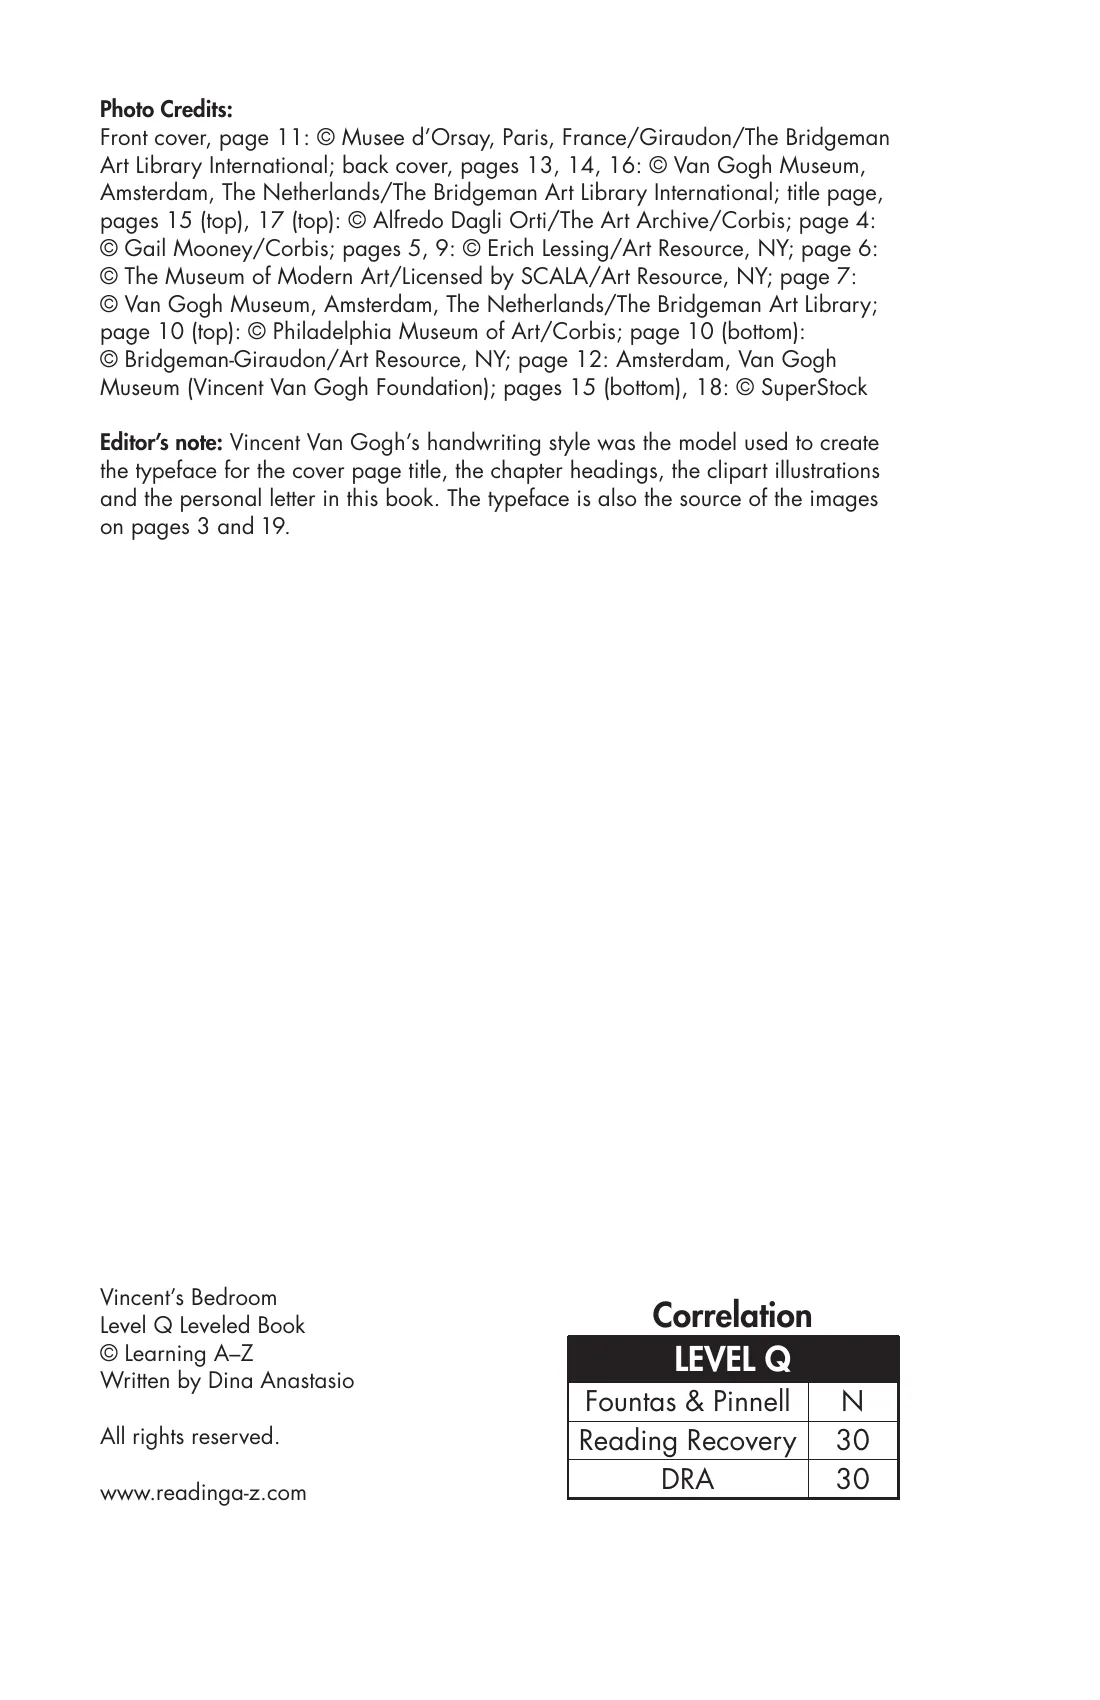 Photo Credits:
Front cover, page 11: © Musee d’Orsay, Paris, France/Giraudon/The Bridgeman
Art Library International; back cover, pages 13, 14, 16: © Van Gogh Museum,
Amsterdam, The Netherlands/The Bridgeman Art Library International; title page,
pages 15 (top), 17 (top): © Alfredo Dagli Orti/The Art Archive/Corbis; page 4:
© Gail Mooney/Corbis; pages 5, 9: © Erich Lessing/Art Resource, NY; page 6:
© The Museum of Modern Art/Licensed by SCALA/Art Resource, NY; page 7:
© Van Gogh Museum, Amsterdam, The Netherlands/The Bridgeman Art Library;
page 10 (top): © Philadelphia Museum of Art/Corbis; page 10 (bottom):
© Bridgeman-Giraudon/Art Resource, NY; page 12: Amsterdam, Van Gogh
Museum (Vincent Van Gogh Foundation); pages 15 (bottom), 18: © SuperStock
Editor’s note: Vincent Van Gogh’s handwriting style was the model used to create
the typeface for the cover page title, the chapter headings, the clipart illustrations
and the personal letter in this book. The typeface is also the source of the images
on pages 3 and 19.
Vincent’s Bedroom
Level Q Leveled Book
© Learning A–Z
Written by Dina Anastasio
All rights reserved.
www.readinga-z.com
Correlation
LEVEL Q
Fountas & Pinnell N
Reading Recovery 30
DRA 30